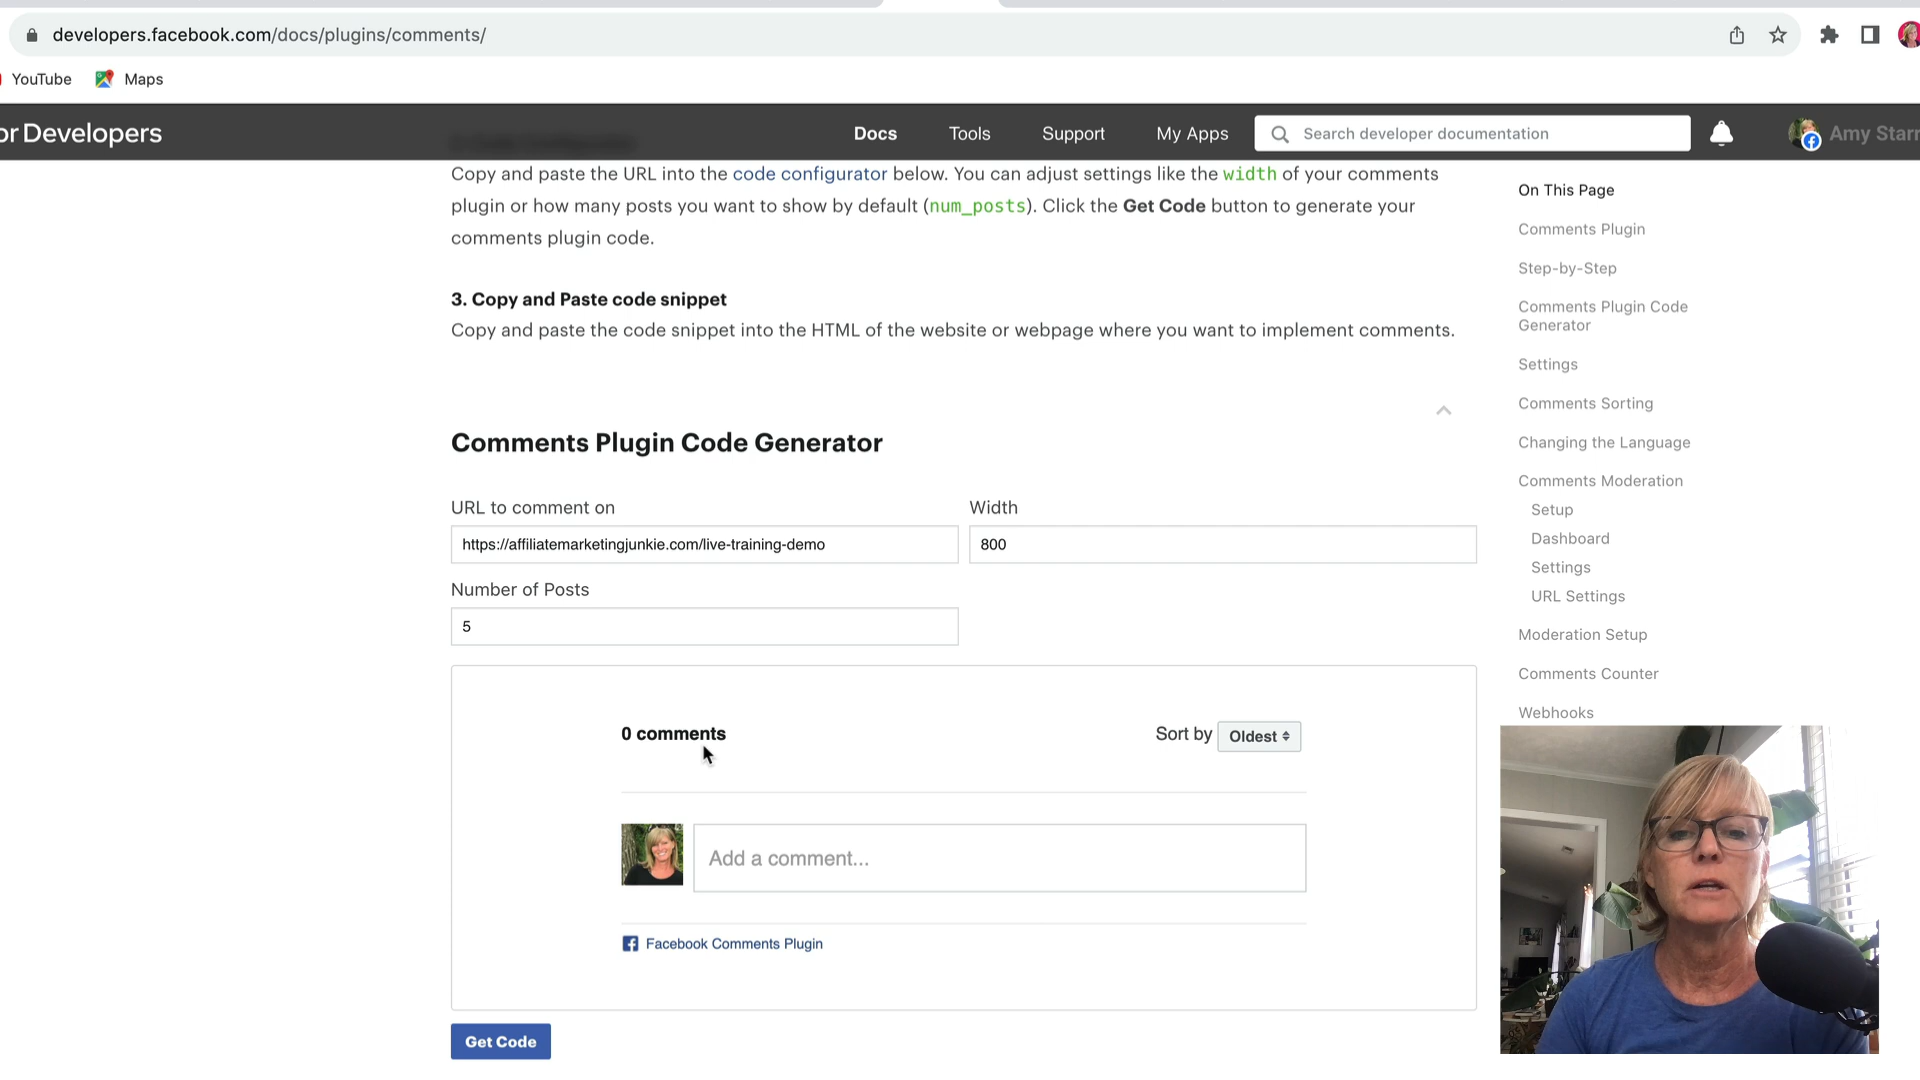 developers.facebook.com/docs/plugins/comments/
YouTube
Maps
or Developers
Docs
Tools
Support
My Apps
Search developer documentation
Amy Starr
Copy and paste the URL into the code configurator below. You can adjust settings like the width of your comments
plugin or how many posts you want to show by default (num_posts). Click the Get Code button to generate your
comments plugin code.
3. Copy and Paste code snippet
Copy and paste the code snippet into the HTML of the website or webpage where you want to implement comments.
Comments Plugin Code Generator
URL to comment on
Width
https://affiliatemarketingjunkie.com/live-training-demo
800
Number of Posts
5
0 comments
Sort by Oldest
Add a comment...
Facebook Comments Plugin
Get Code
On This Page
Comments Plugin
Step-by-Step
Comments Plugin Code
Generator
Settings
Comments Sorting
Changing the Language
Comments Moderation
Setup
Dashboard
Settings
URL Settings
Moderation Setup
Comments Counter
Webhooks